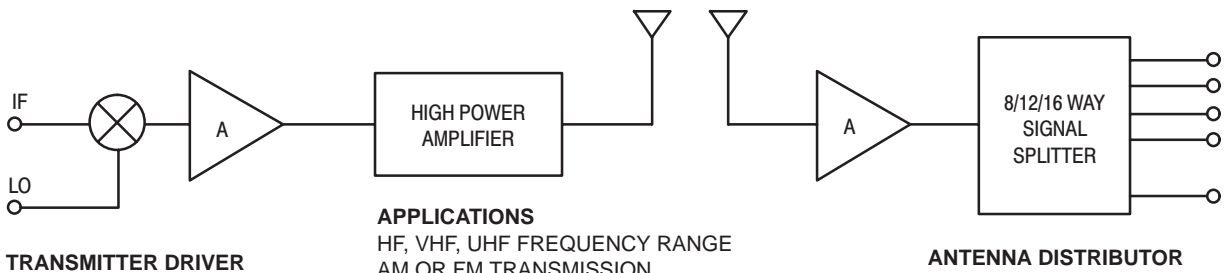 IF
LO
A
HIGH POWER
AMPLIFIER
A
8/12/16 WAY
SIGNAL
SPLITTER
TRANSMITTER DRIVER
APPLICATIONS
HF, VHF, UHF FREQUENCY RANGE
AM OR FM TRANSMISSION
ANTENNA DISTRIBUTOR